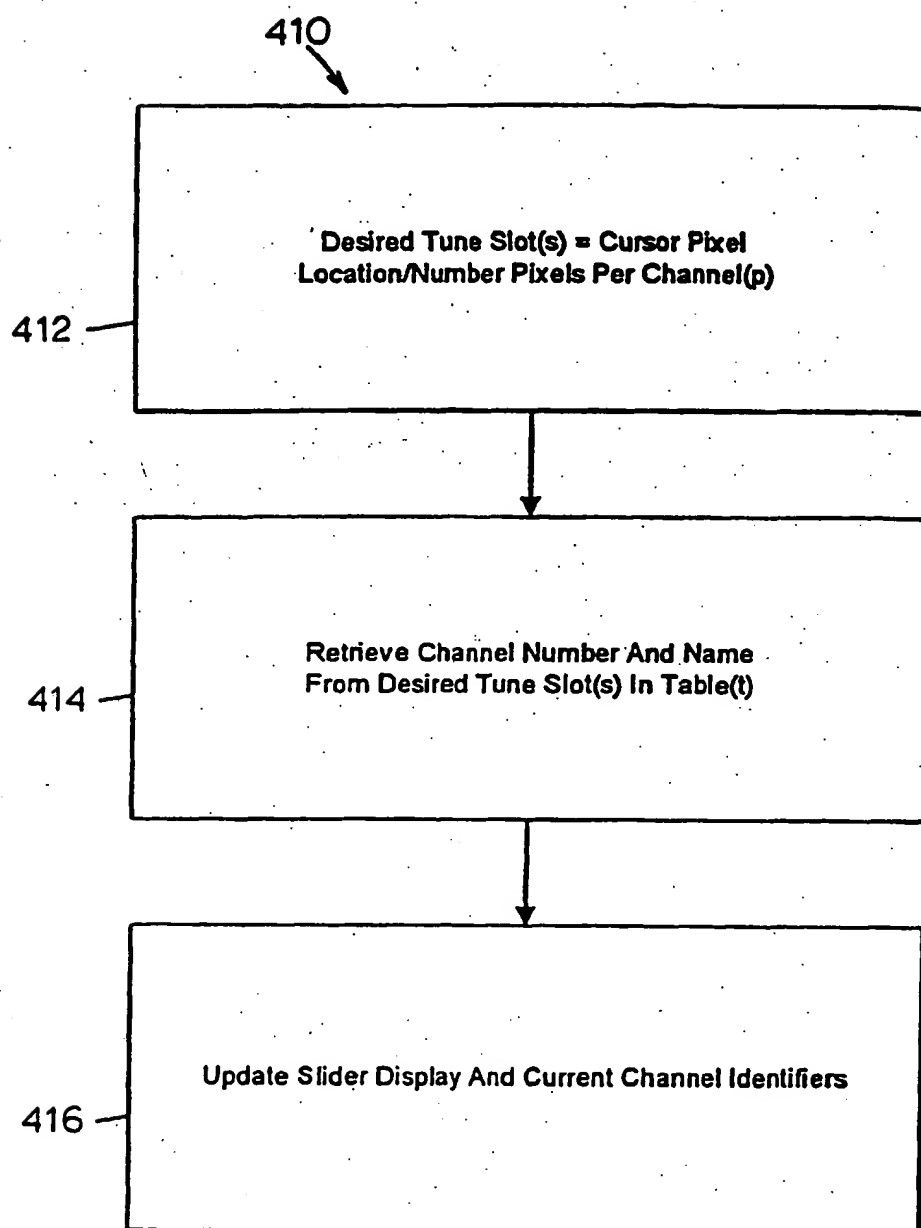 410
Desired Tune Slot(s) = Cursor Pixel
Location/Number Pixels Per Channel(p)
412
Retrieve Channel Number And Name
From Desired Tune Slot(s) In Table(t)
414
Update Slider Display And Current Channel Identifiers
416